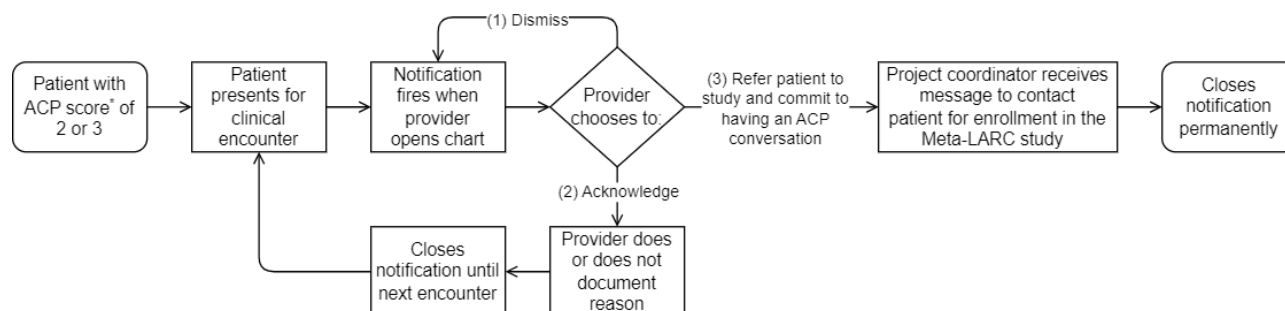 (1) Dismiss
Patient with
ACP score* of
2 or 3
Patient
presents for
clinical
encounter
Notification
fires when
provider
opens chart
Provider
chooses to:
(3) Refer patient to
study and commit to
having an ACP
conversation
Project coordinator receives
message to contact
patient for enrollment in the
Meta-LARC study
Closes
notification
permanently
(2) Acknowledge
Provider does
or does not
document
reason
Closes
notification until
next encounter